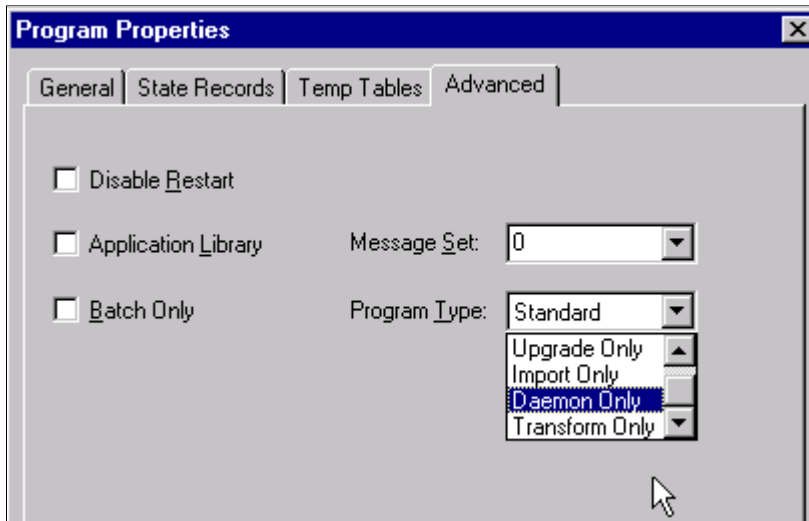 Program Properties
General State Records Temp Tables Advanced
Disable Restart
Application Library Message Set: 0
Batch Only Program Type: Standard
Upgrade Only
Import Only
Daemon Only
Transform Only